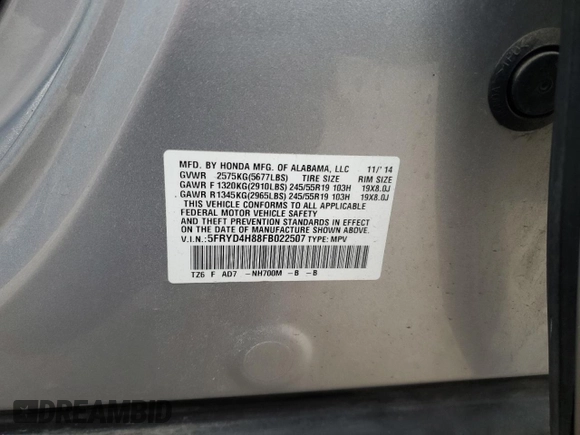 MFD. BY HONDA MFG. OF ALABAMA, LLC 11/'14
GVWR 2575KG(5677LBS) TIRE SIZE RIM SIZE
GAWR F 1320KG(2910LBS) 245/55R19 103H 19X8.0J
GAWR R 1345KG(2965LBS) 245/55R19 103H 19X8.0J
THIS VEHICLE CONFORMS TO ALL APPLICABLE
FEDERAL MOTOR VEHICLE SAFETY AND
THEFT PREVENTION STANDARDS IN EFFECT
ON THE DATE OF MANUFACTURE SHOWN ABOVE.
V.I.N.: 5FRYD4H88FB022507 TYPE: MPV
TZ6 F AD7 -NH700M -B -B
DREAMBID